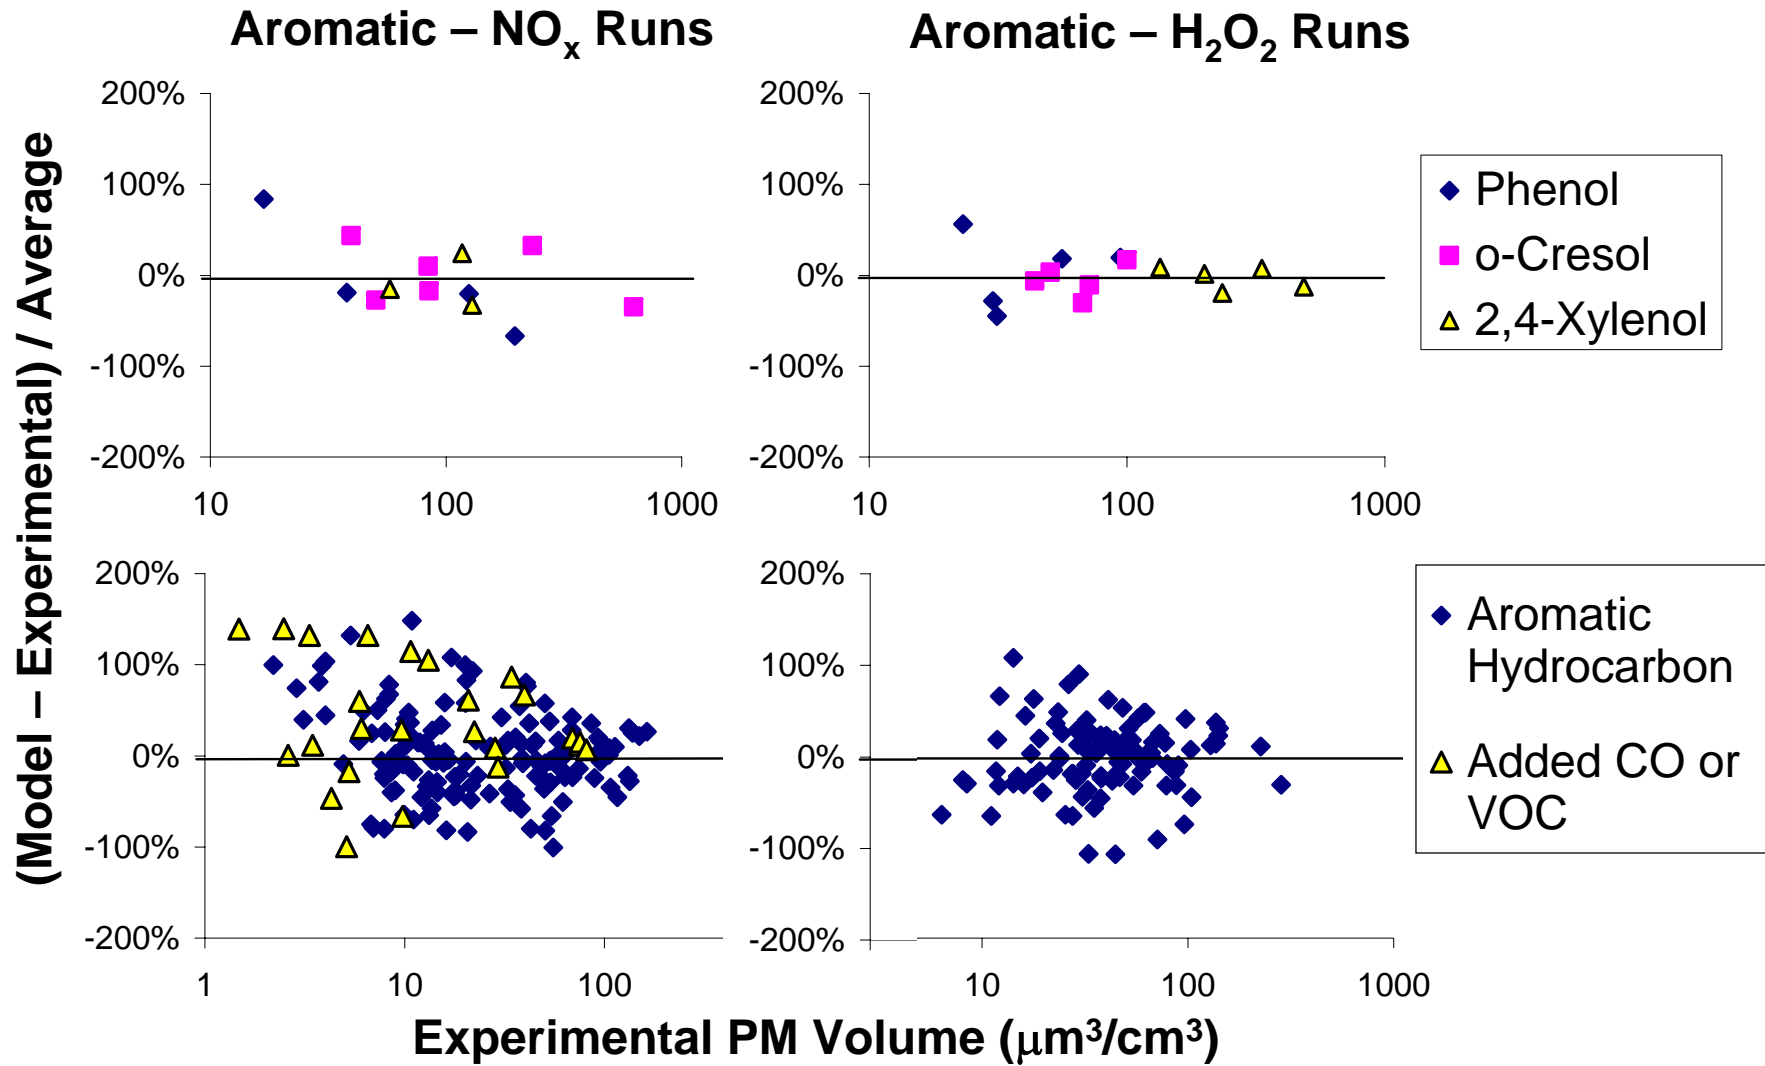 Aromatic – NOx Runs
Aromatic – H2O2 Runs
(Model – Experimental) / Average
200%
100%
0%
-100%
-200%
10
100
1000
200%
100%
0%
-100%
-200%
10
100
1000
Phenol
o-Cresol
2,4-Xylenol
200%
100%
0%
-100%
-200%
1
10
100
200%
100%
0%
-100%
-200%
10
100
1000
Aromatic
Hydrocarbon
Added CO or
VOC
Experimental PM Volume (μm³/cm³)